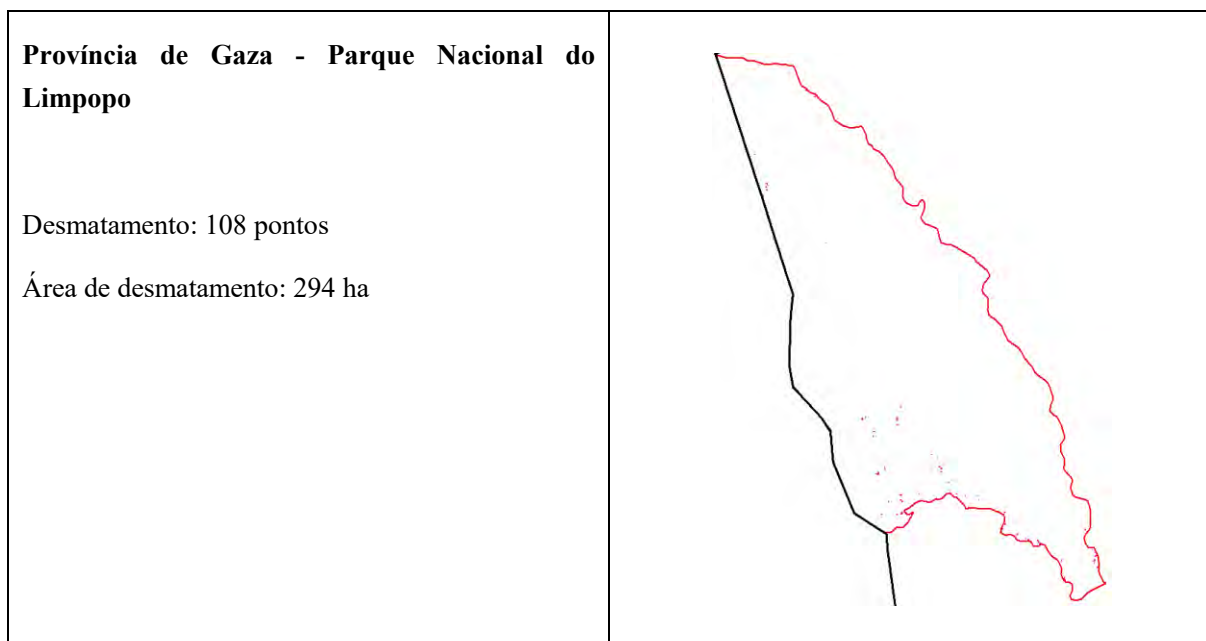 Província de Gaza - Parque Nacional do
Limpopo
Desmatamento: 108 pontos
Área de desmatamento: 294 ha